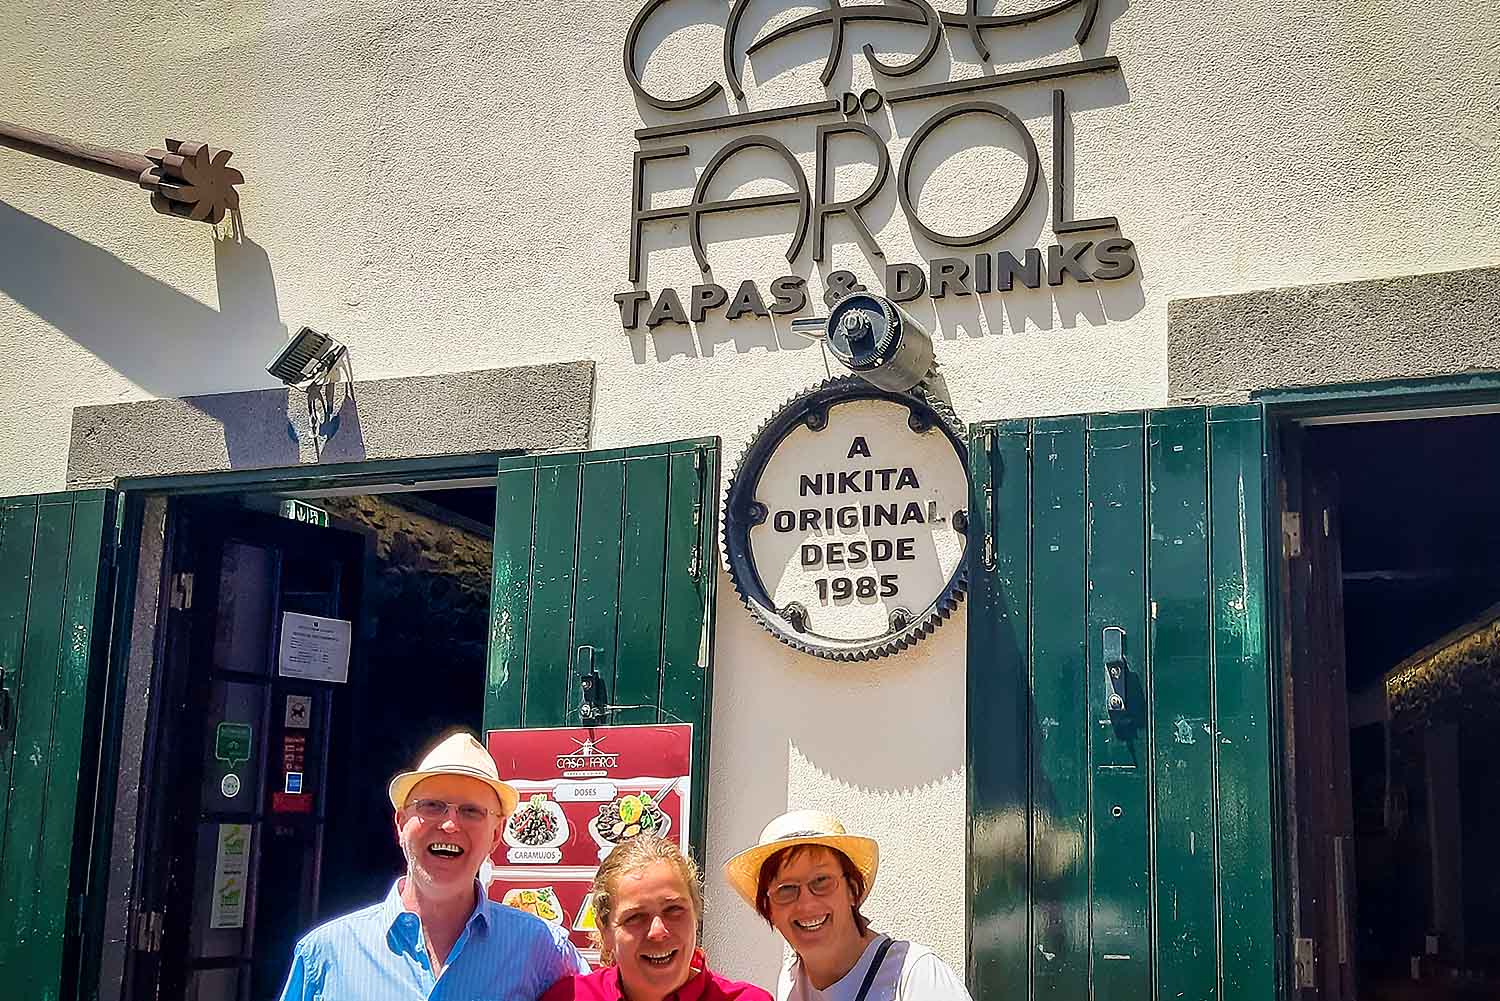 CASA
DO
FAROL
TAPAS & DRINKS
A
NIKITA
ORIGINAL
DESDE
1985
CASA FAROL
DOSES
CARAMUJOS